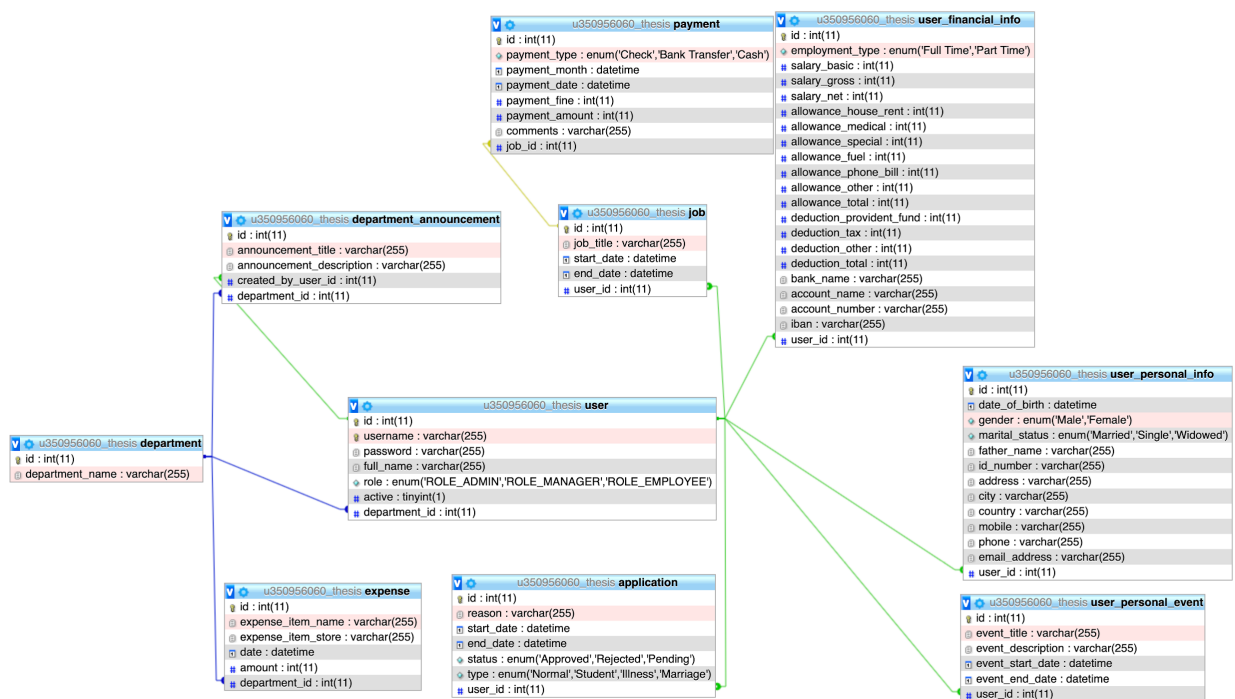 u350956060_thesis payment
id : int(11)
payment_type : enum('Check','Bank Transfer','Cash')
payment_month : datetime
payment_date : datetime
payment_fine : int(11)
payment_amount : int(11)
comments : varchar(255)
job_id : int(11)
u350956060_thesis user_financial_info
id : int(11)
employment_type : enum('Full Time','Part Time')
salary_basic : int(11)
salary_gross : int(11)
salary_net : int(11)
allowance_house_rent : int(11)
allowance_medical : int(11)
allowance_special : int(11)
allowance_fuel : int(11)
allowance_phone_bill : int(11)
allowance_other : int(11)
allowance_total : int(11)
deduction_provident_fund : int(11)
deduction_tax : int(11)
deduction_other : int(11)
deduction_total : int(11)
bank_name : varchar(255)
account_name : varchar(255)
account_number : varchar(255)
iban : varchar(255)
user_id : int(11)
u350956060_thesis department_announcement
id : int(11)
announcement_title : varchar(255)
announcement_description : varchar(255)
created_by_user_id : int(11)
department_id : int(11)
u350956060_thesis job
id : int(11)
job_title : varchar(255)
start_date : datetime
end_date : datetime
user_id : int(11)
u350956060_thesis user_personal_info
id : int(11)
date_of_birth : datetime
gender : enum('Male','Female')
marital_status : enum('Married','Single','Widowed')
father_name : varchar(255)
id_number : varchar(255)
address : varchar(255)
city : varchar(255)
country : varchar(255)
mobile : varchar(255)
phone : varchar(255)
email_address : varchar(255)
user_id : int(11)
u350956060_thesis user
id : int(11)
username : varchar(255)
password : varchar(255)
full_name : varchar(255)
role : enum('ROLE_ADMIN','ROLE_MANAGER','ROLE_EMPLOYEE')
active : tinyint(1)
department_id : int(11)
u350956060_thesis department
id : int(11)
department_name : varchar(255)
u350956060_thesis expense
id : int(11)
expense_item_name : varchar(255)
expense_item_store : varchar(255)
date : datetime
amount : int(11)
department_id : int(11)
u350956060_thesis application
id : int(11)
reason : varchar(255)
start_date : datetime
end_date : datetime
status : enum('Approved','Rejected','Pending')
type : enum('Normal','Student','Illness','Marriage')
user_id : int(11)
u350956060_thesis user_personal_event
id : int(11)
event_title : varchar(255)
event_description : varchar(255)
event_start_date : datetime
event_end_date : datetime
user_id : int(11)